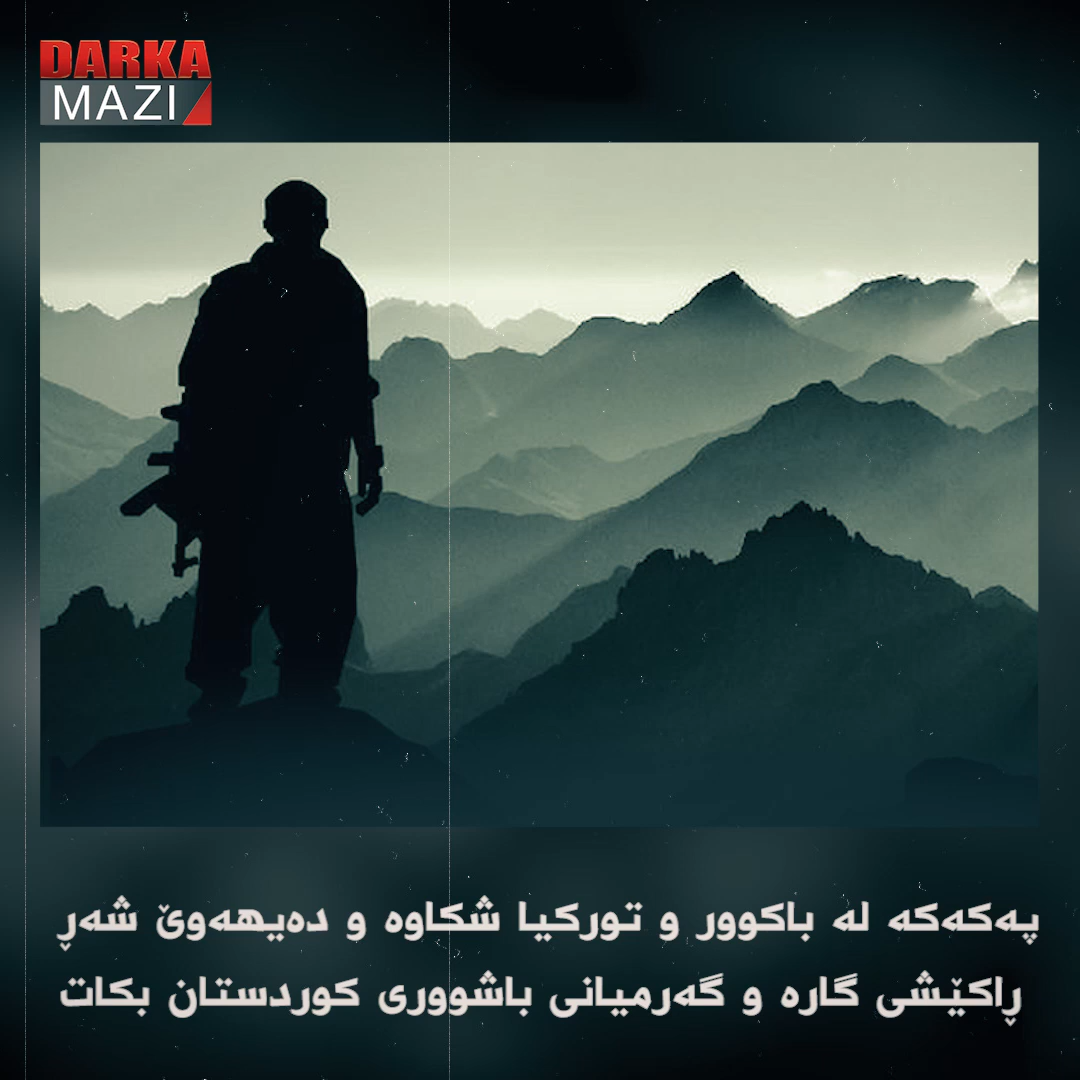 DARKA
MAZI
پەکەکە لە باکوور و تورکیا شکاوە و دەیهەوێ شەڕ
ڕاکێشی گارە و گەرمیانی باشووری کوردستان بکات